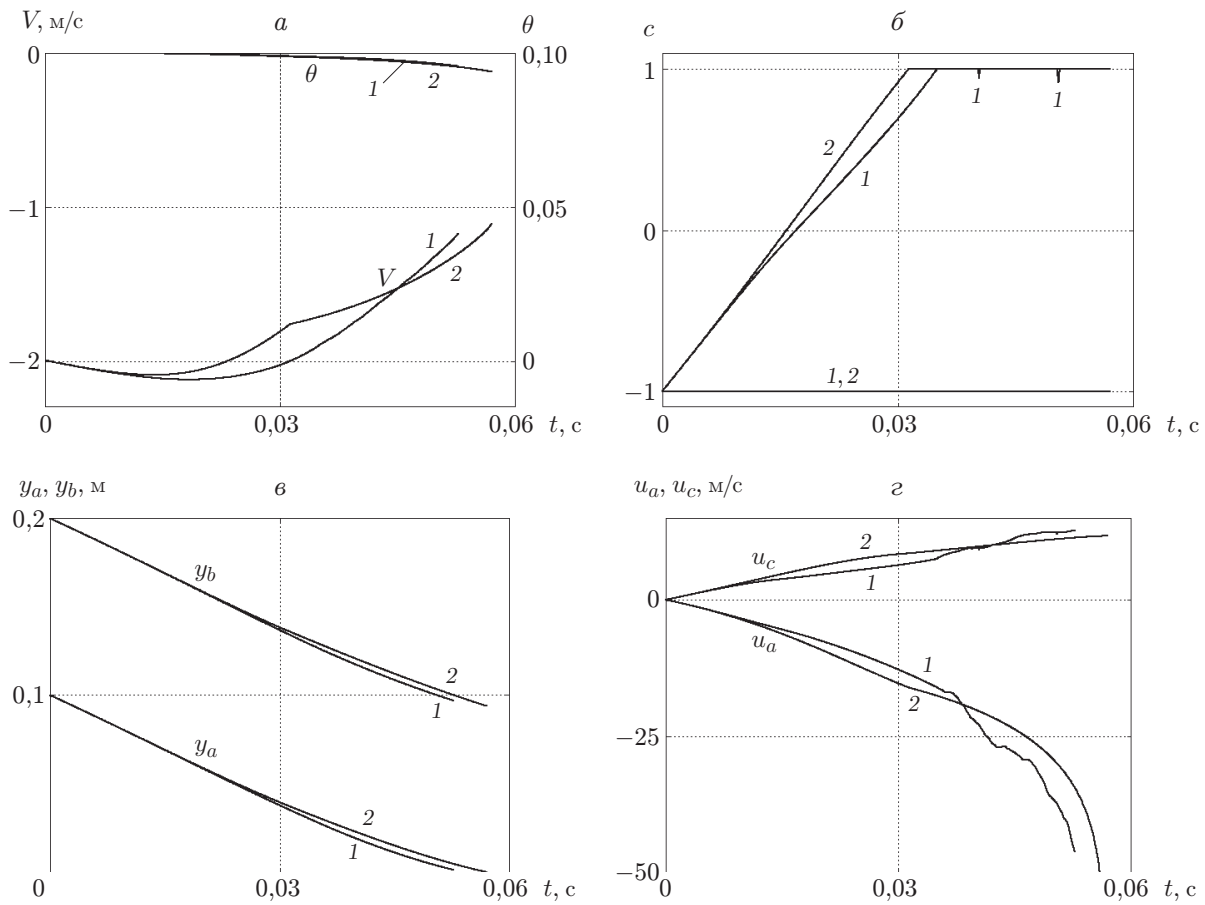 V, м/с
а
θ
0
0,10
θ
1
2
−1
0,05
1
V
2
−2
0
0
0,03
0,06
t, с
c
б
1
1
1
2
1
0
1, 2
−1
0
0,03
0,06
t, с
y_a, y_b, м
в
0,2
y_b
2
0,1
1
y_a
2
1
0
0,03
0,06
t, с
u_a, u_c, м/с
г
2
u_c
1
0
u_a
1
2
−25
−50
0
0,03
0,06
t, с